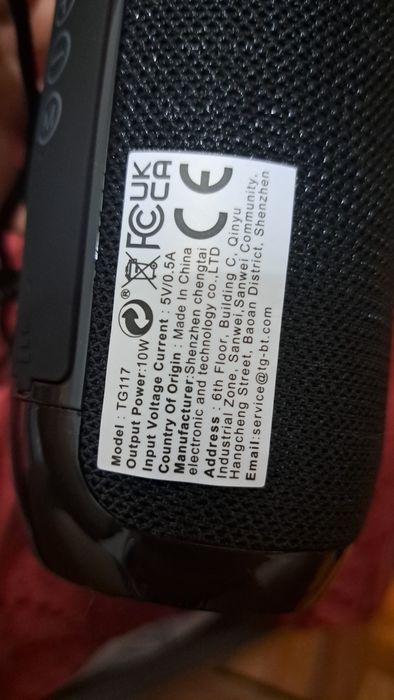 Model : TG117
Output Power:10W
Input Voltage Current : 5V/0.5A
Country Of Origin : Made In China
Manufacturer:Shenzhen chengtai
electronic and technology co.,LTD
Address : 6th Floor, Building C, Qinyu
Industrial Zone, Sanwei,Sanwei Community,
Hangcheng Street, Baoan District, Shenzhen
Email:service@tg-bt.com
®
FC
UK
CA
CE
M